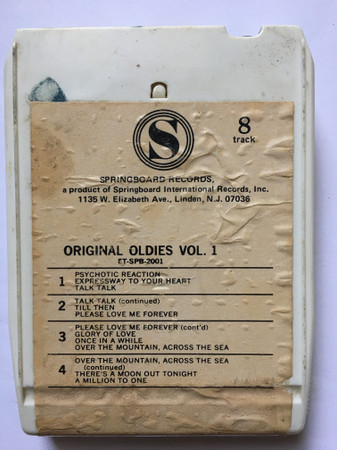 S
8
track
SPRINGBOARD RECORDS,
a product of Springboard International Records, Inc.
1135 W. Elizabeth Ave., Linden, N.J. 07036
ORIGINAL OLDIES VOL. 1
ET-SPB-2001
1 PSYCHOTIC REACTION
EXPRESSWAY TO YOUR HEART
TALK TALK
2 TALK TALK (continued)
TILL THEN
PLEASE LOVE ME FOREVER
3 PLEASE LOVE ME FOREVER (cont'd)
GLORY OF LOVE
ONCE IN A WHILE
OVER THE MOUNTAIN, ACROSS THE SEA
4 OVER THE MOUNTAIN, ACROSS THE SEA
(continued)
THERE'S A MOON OUT TONIGHT
A MILLION TO ONE